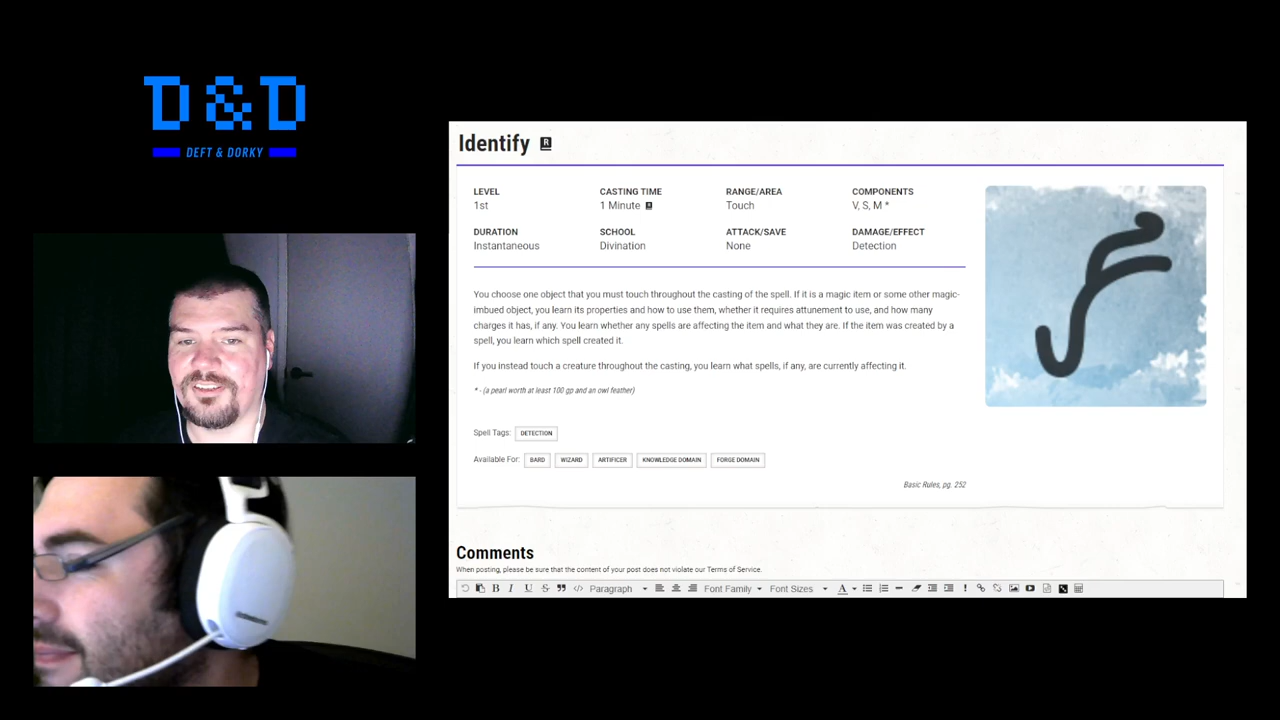 D&D
DEFT & DORKY
Identify R
LEVEL
1st
CASTING TIME
1 Minute
RANGE/AREA
Touch
COMPONENTS
V, S, M *
DURATION
Instantaneous
SCHOOL
Divination
ATTACK/SAVE
None
DAMAGE/EFFECT
Detection
You choose one object that you must touch throughout the casting of the spell. If it is a magic item or some other magic-
imbued object, you learn its properties and how to use them, whether it requires attunement to use, and how many
charges it has, if any. You learn whether any spells are affecting the item and what they are. If the item was created by a
spell, you learn which spell created it.
If you instead touch a creature throughout the casting, you learn what spells, if any, are currently affecting it.
* - (a pearl worth at least 100 gp and an owl feather)
Spell Tags: DETECTION
Available For: BARD WIZARD ARTIFICER KNOWLEDGE DOMAIN FORGE DOMAIN
Basic Rules, pg. 252
Comments
When posting, please be sure that the content of your post does not violate our Terms of Service.
B I U S Paragraph Font Family Font Sizes A